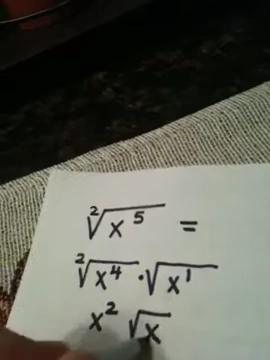 ²√x⁵ =
²√x⁴ · √x¹
x² √x